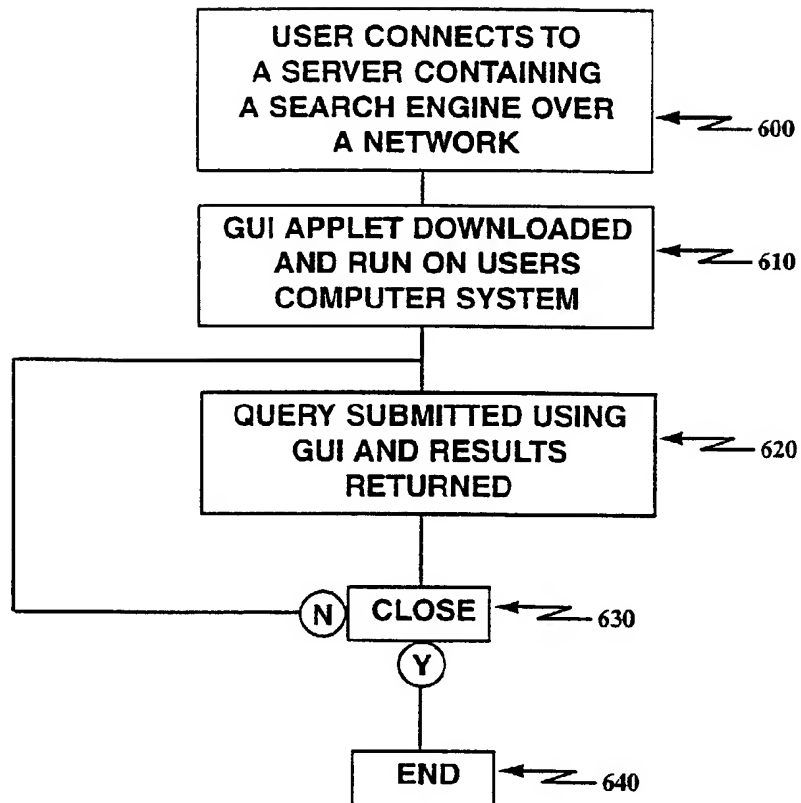 USER CONNECTS TO
A SERVER CONTAINING
A SEARCH ENGINE OVER
A NETWORK
600
GUI APPLET DOWNLOADED
AND RUN ON USERS
COMPUTER SYSTEM
610
QUERY SUBMITTED USING
GUI AND RESULTS
RETURNED
620
N
CLOSE
630
Y
END
640